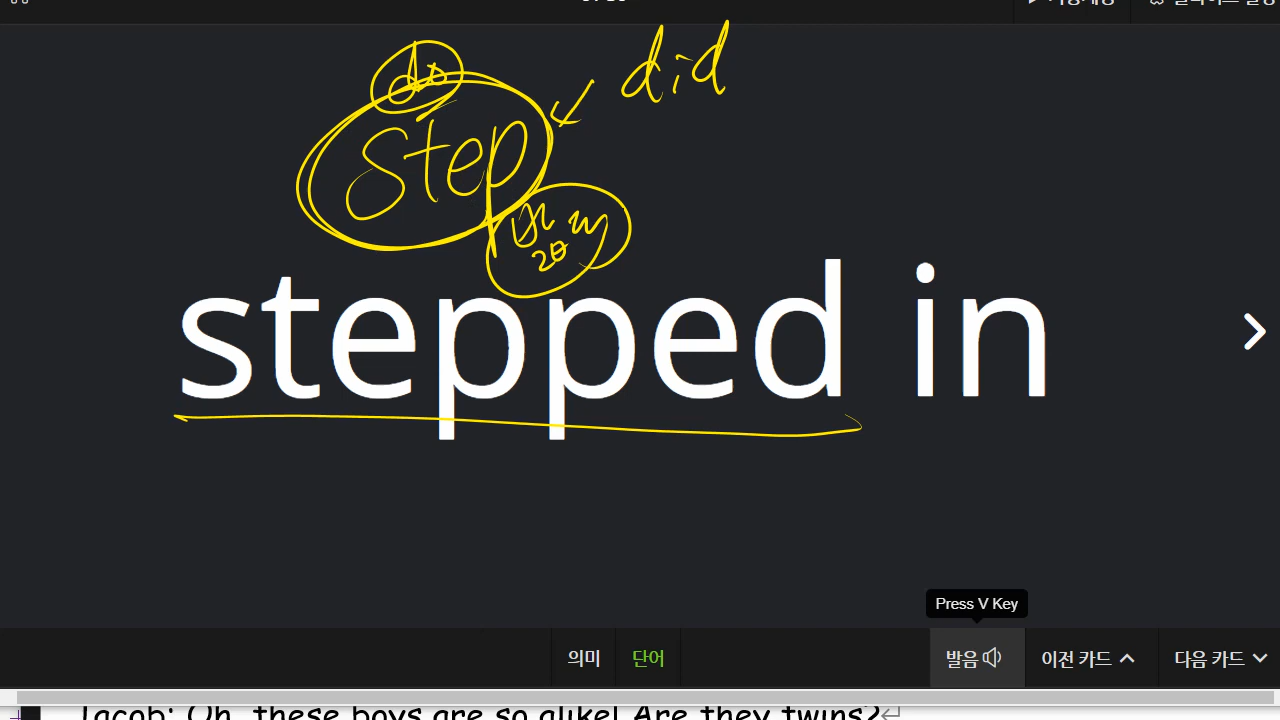 do
did
step
stepped in
Press V Key
의미
단어
발음
이전 카드
다음 카드
Jacob: Oh, these boys are so alike! Are they twins?